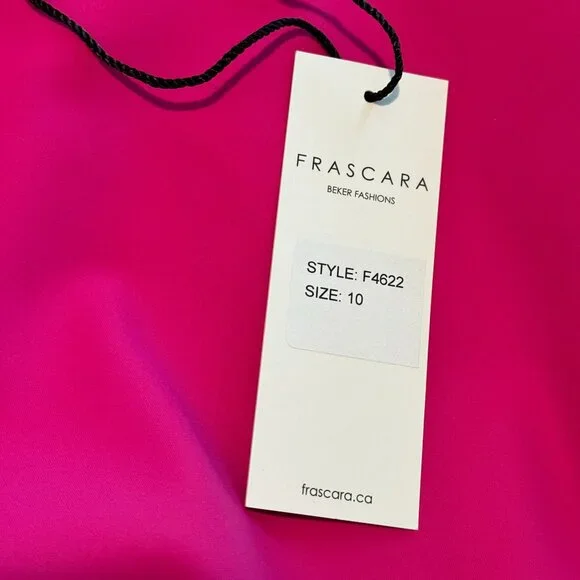 FRASCARA
BEKER FASHIONS
STYLE: F4622
SIZE: 10
frascara.ca